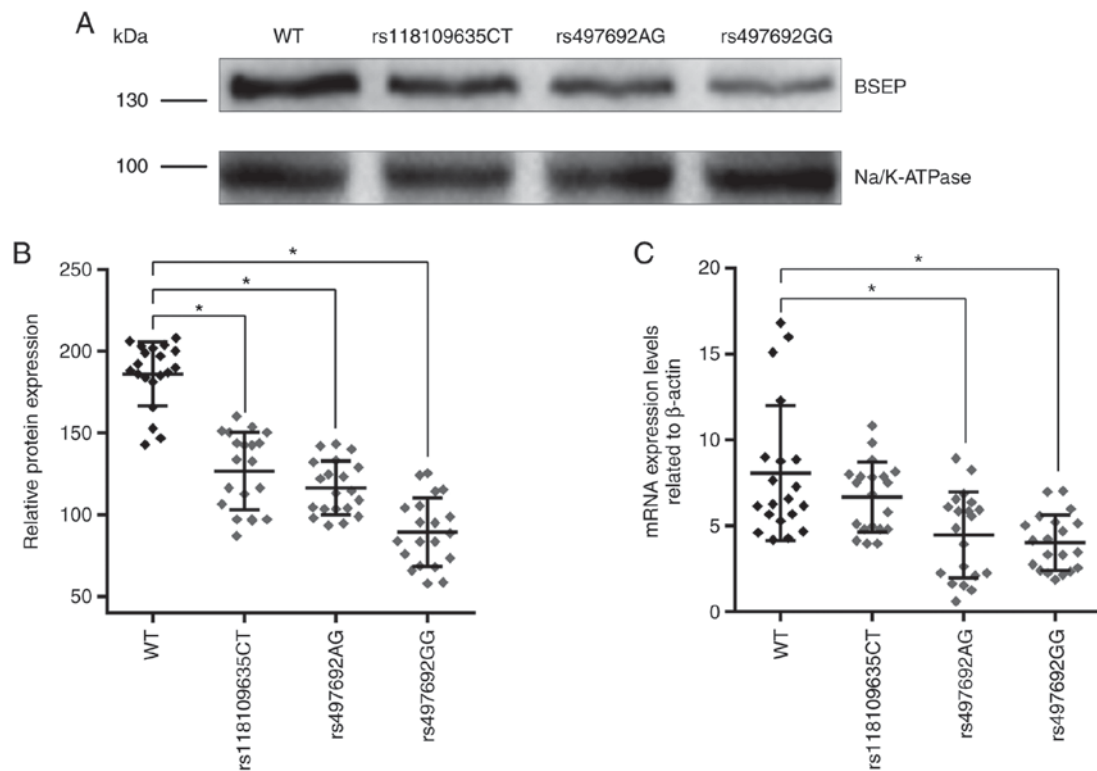 A
kDa
WT rs118109635CT rs497692AG rs497692GG
130
BSEP
100
Na/K-ATPase
B
Relative protein expression
250
200
150
100
50
*
*
*
WT
rs118109635CT
rs497692AG
rs497692GG
C
mRNA expression levels
related to β-actin
20
15
10
5
0
*
*
WT
rs118109635CT
rs497692AG
rs497692GG